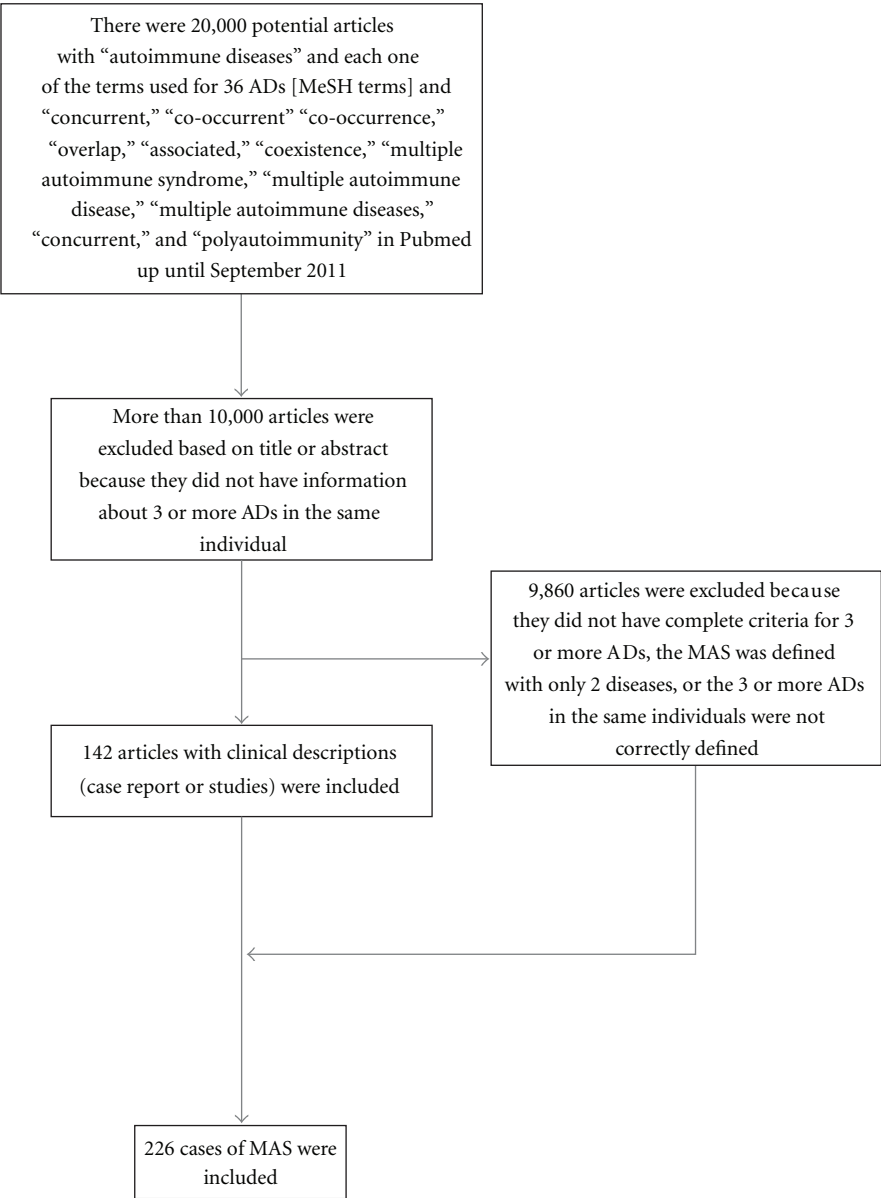 There were 20,000 potential articles
with “autoimmune diseases” and each one
of the terms used for 36 ADs [MeSH terms] and
“concurrent,” “co-occurrent” “co-occurrence,”
“overlap,” “associated,” “coexistence,” “multiple
autoimmune syndrome,” “multiple autoimmune
disease,” “multiple autoimmune diseases,”
“concurrent,” and “polyautoimmunity” in Pubmed
up until September 2011
More than 10,000 articles were
excluded based on title or abstract
because they did not have information
about 3 or more ADs in the same
individual
9,860 articles were excluded because
they did not have complete criteria for 3
or more ADs, the MAS was defined
with only 2 diseases, or the 3 or more ADs
in the same individuals were not
correctly defined
142 articles with clinical descriptions
(case report or studies) were included
226 cases of MAS were
included